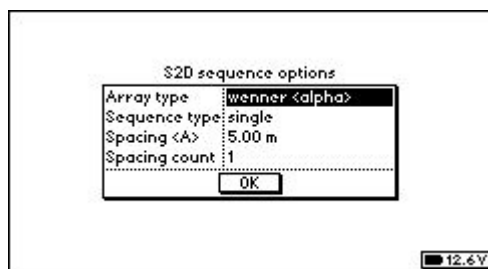 S2D sequence options
Array type wenner <alpha>
Sequence type single
Spacing <A> 5.00 m
Spacing count 1
OK
12.6V